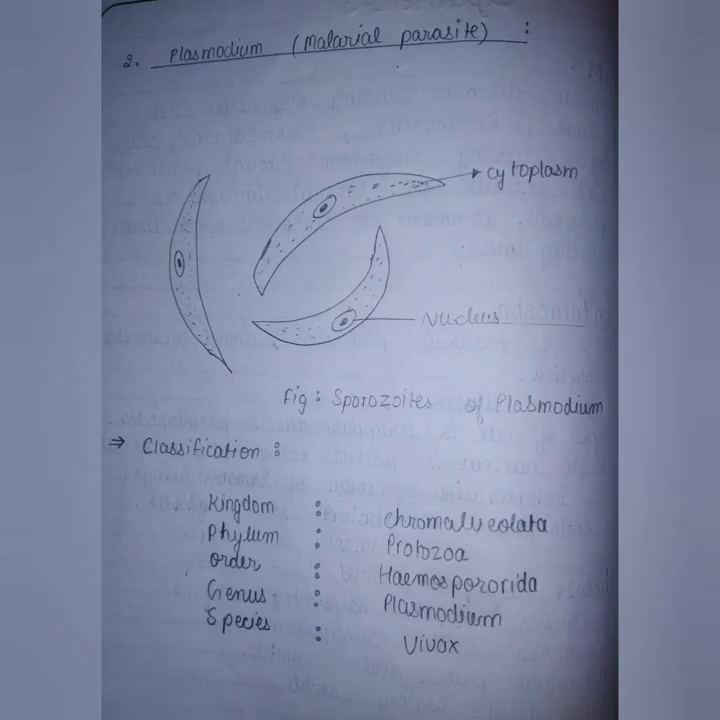 2. Plasmodium (Malarial parasite) :
cytoplasm
Nucleus
Fig : Sporozoites of Plasmodium
⇒ Classification :
Kingdom : chromalveolata
Phylum : Protozoa
order : Haemospororida
Genus : Plasmodium
Species : Vivax